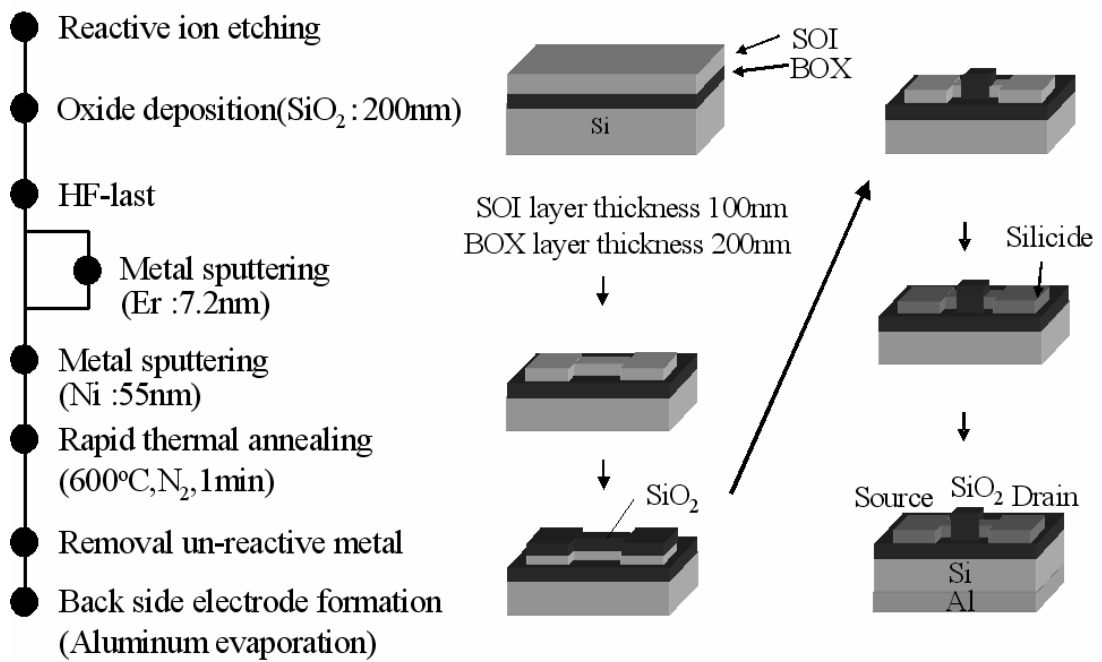 Reactive ion etching
Oxide deposition(SiO₂ : 200nm)
HF-last
Metal sputtering
(Er :7.2nm)
Metal sputtering
(Ni :55nm)
Rapid thermal annealing
(600°C,N₂,1min)
Removal un-reactive metal
Back side electrode formation
(Aluminum evaporation)
SOI
BOX
Si
SOI layer thickness 100nm
BOX layer thickness 200nm
SiO₂
Silicide
Source SiO₂ Drain
Si
Al